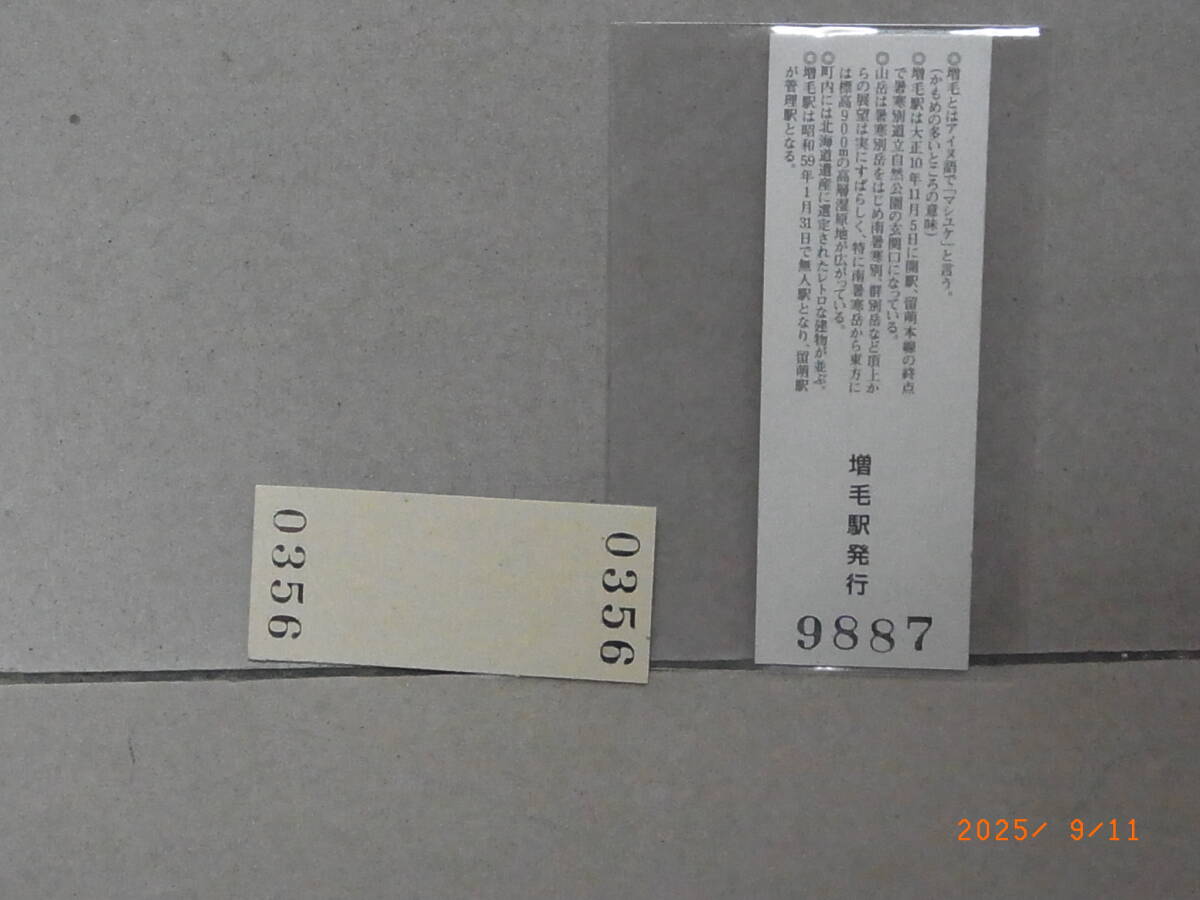 ◎増毛とはアイヌ語で「マシュケ」と言う。
（かもめの多いところの意味）
◎増毛駅は大正10年11月5日に開駅、留萌本線の終点
で暑寒別道立自然公園の玄関口になっている。
◎山岳は暑寒別岳をはじめ南暑寒別、群別岳など頂上か
らの展望は実にすばらしく、特に南暑寒岳から東方に
は標高900mの高層湿原地が広がっている。
◎町内には北海道遺産に選定されたレトロな建物が並ぶ。
◎増毛駅は昭和59年1月31日で無人駅となり、留萌駅
が管理駅となる。
増毛駅発行
9887
0356
0356
2025/ 9/11